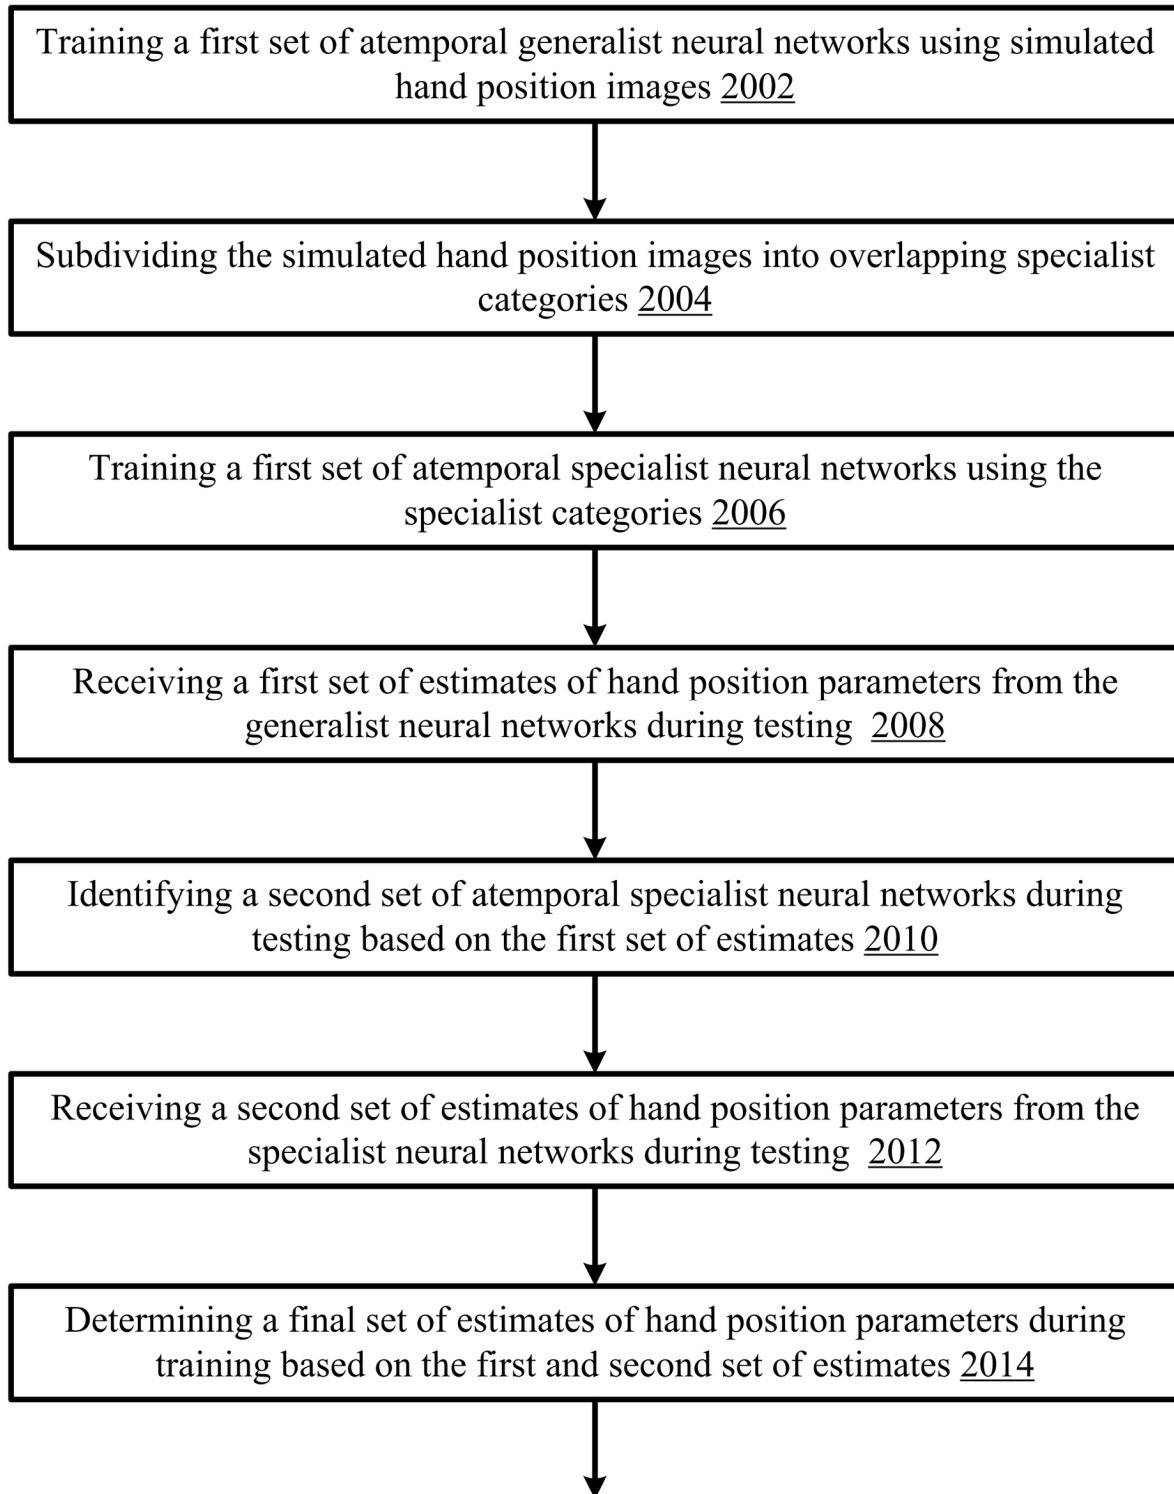 Training a first set of atemporal generalist neural networks using simulated
hand position images 2002
Subdividing the simulated hand position images into overlapping specialist
categories 2004
Training a first set of atemporal specialist neural networks using the
specialist categories 2006
Receiving a first set of estimates of hand position parameters from the
generalist neural networks during testing 2008
Identifying a second set of atemporal specialist neural networks during
testing based on the first set of estimates 2010
Receiving a second set of estimates of hand position parameters from the
specialist neural networks during testing 2012
Determining a final set of estimates of hand position parameters during
training based on the first and second set of estimates 2014